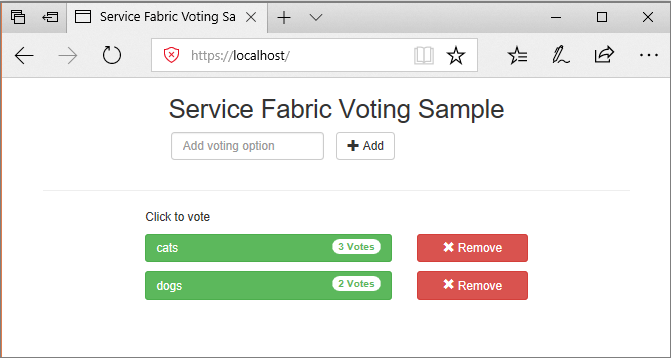 Service Fabric Voting Sa
https://localhost/
Service Fabric Voting Sample
Add voting option
Add
Click to vote
cats 3 Votes Remove
dogs 2 Votes Remove